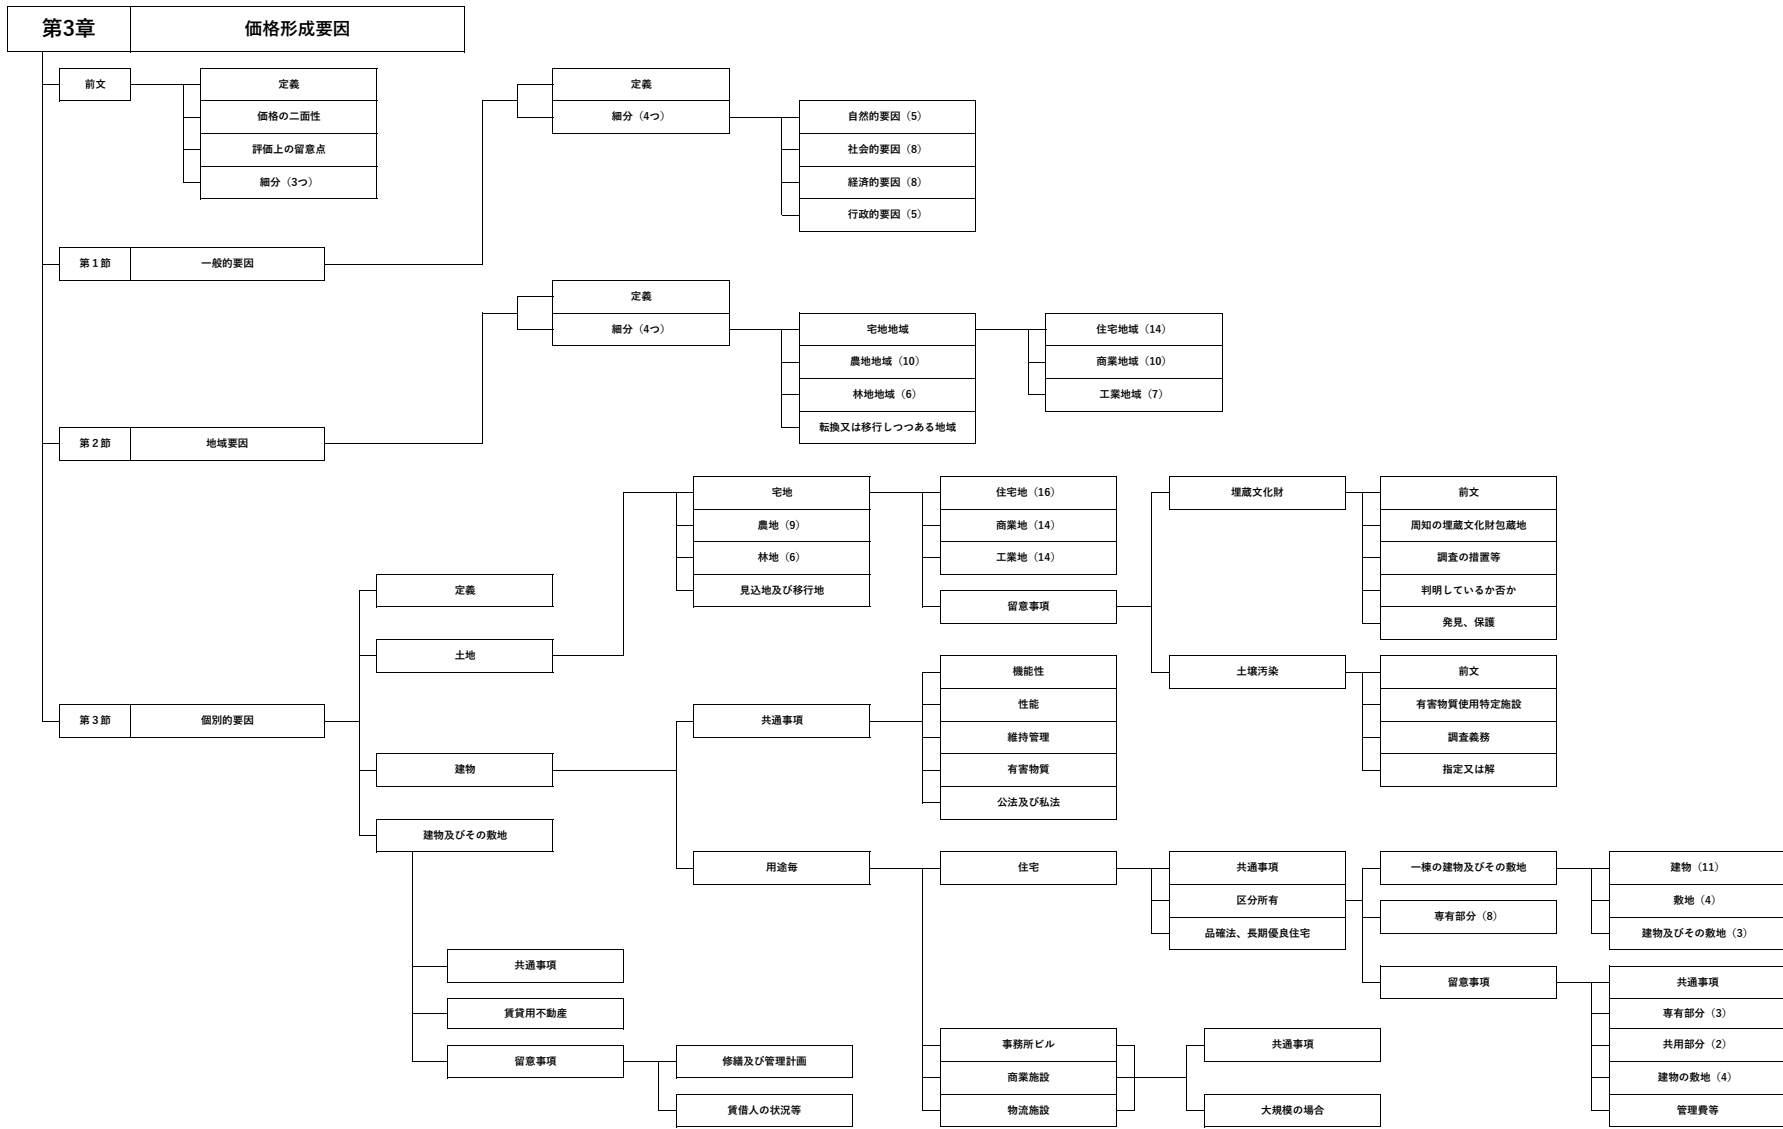 第3章 価格形成要因
前文
定義
価格の二面性
評価上の留意点
細分（3つ）
第1節 一般的要因
定義
細分（4つ）
自然的要因（5）
社会的要因（8）
経済的要因（8）
行政的要因（5）
第2節 地域要因
定義
細分（4つ）
宅地地域
農地地域（10）
林地地域（6）
転換又は移行しつつある地域
住宅地域（14）
商業地域（10）
工業地域（7）
第3節 個別的要因
定義
土地
宅地
農地（9）
林地（6）
見込地及び移行地
住宅地（16）
商業地（14）
工業地（14）
留意事項
埋蔵文化財
前文
周知の埋蔵文化財包蔵地
調査の措置等
判明しているか否か
発見、保護
土壌汚染
前文
有害物質使用特定施設
調査義務
指定又は解
建物
共通事項
機能性
性能
維持管理
有害物質
公法及び私法
用途毎
住宅
共通事項
区分所有
品確法、長期優良住宅
一棟の建物及びその敷地
建物（11）
敷地（4）
建物及びその敷地（3）
専有部分（8）
留意事項
共通事項
専有部分（3）
共用部分（2）
建物の敷地（4）
管理費等
事務所ビル
商業施設
物流施設
共通事項
大規模の場合
建物及びその敷地
共通事項
賃貸用不動産
留意事項
修繕及び管理計画
賃借人の状況等